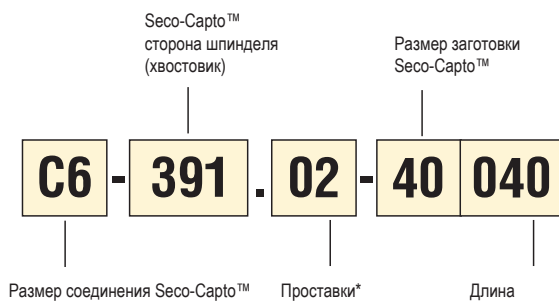 Seco-Capto™
сторона шпинделя
(хвостовик)
Размер заготовки
Seco-Capto™
C6 - 391 . 02 - 40 040
Размер соединения Seco-Capto™
Проставки*
Длина